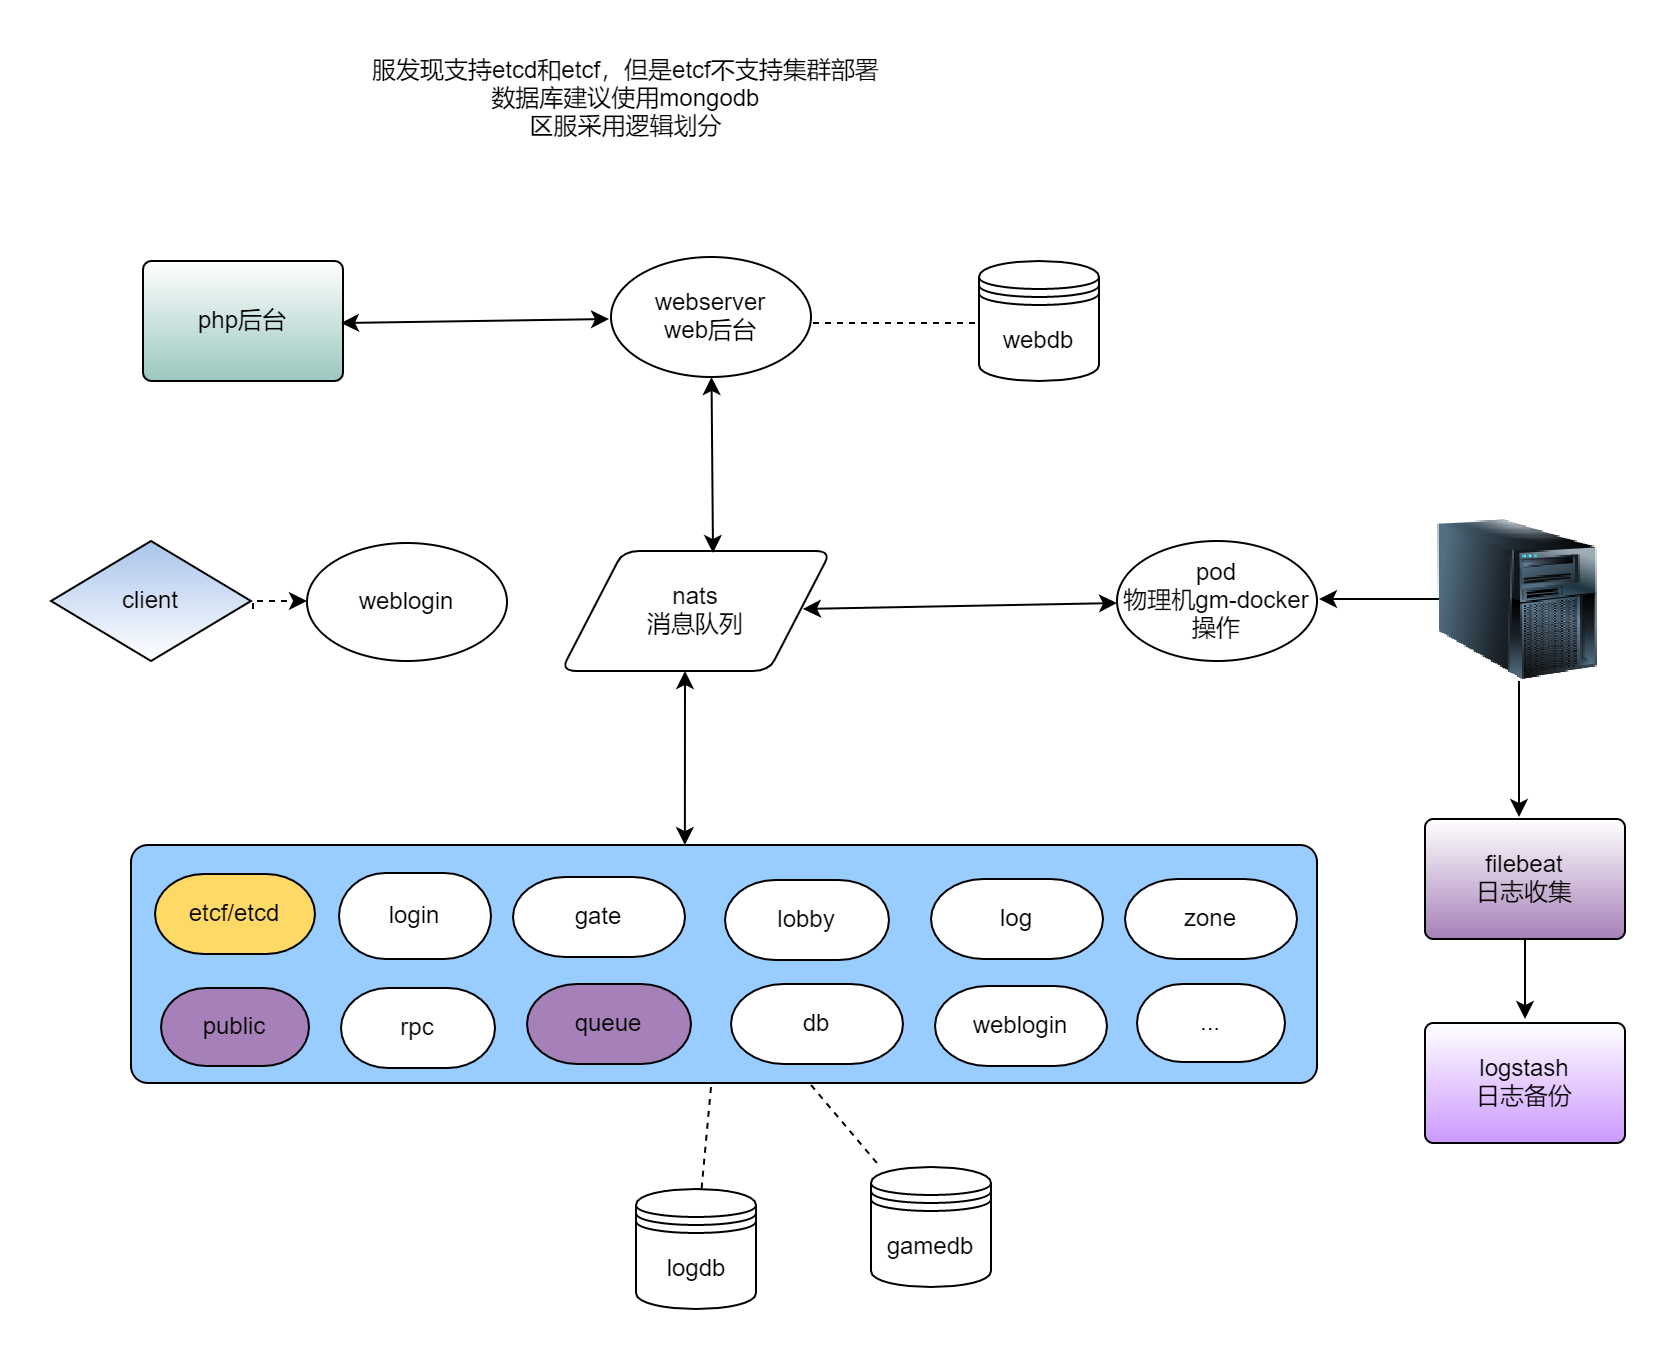 服发现支持etcd和etcf，但是etcf不支持集群部署
数据库建议使用mongodb
区服采用逻辑划分
php后台
webserver
web后台
webdb
client
weblogin
nats
消息队列
pod
物理机gm-docker
操作
etcf/etcd
login
gate
lobby
log
zone
public
rpc
queue
db
weblogin
...
filebeat
日志收集
logstash
日志备份
logdb
gamedb